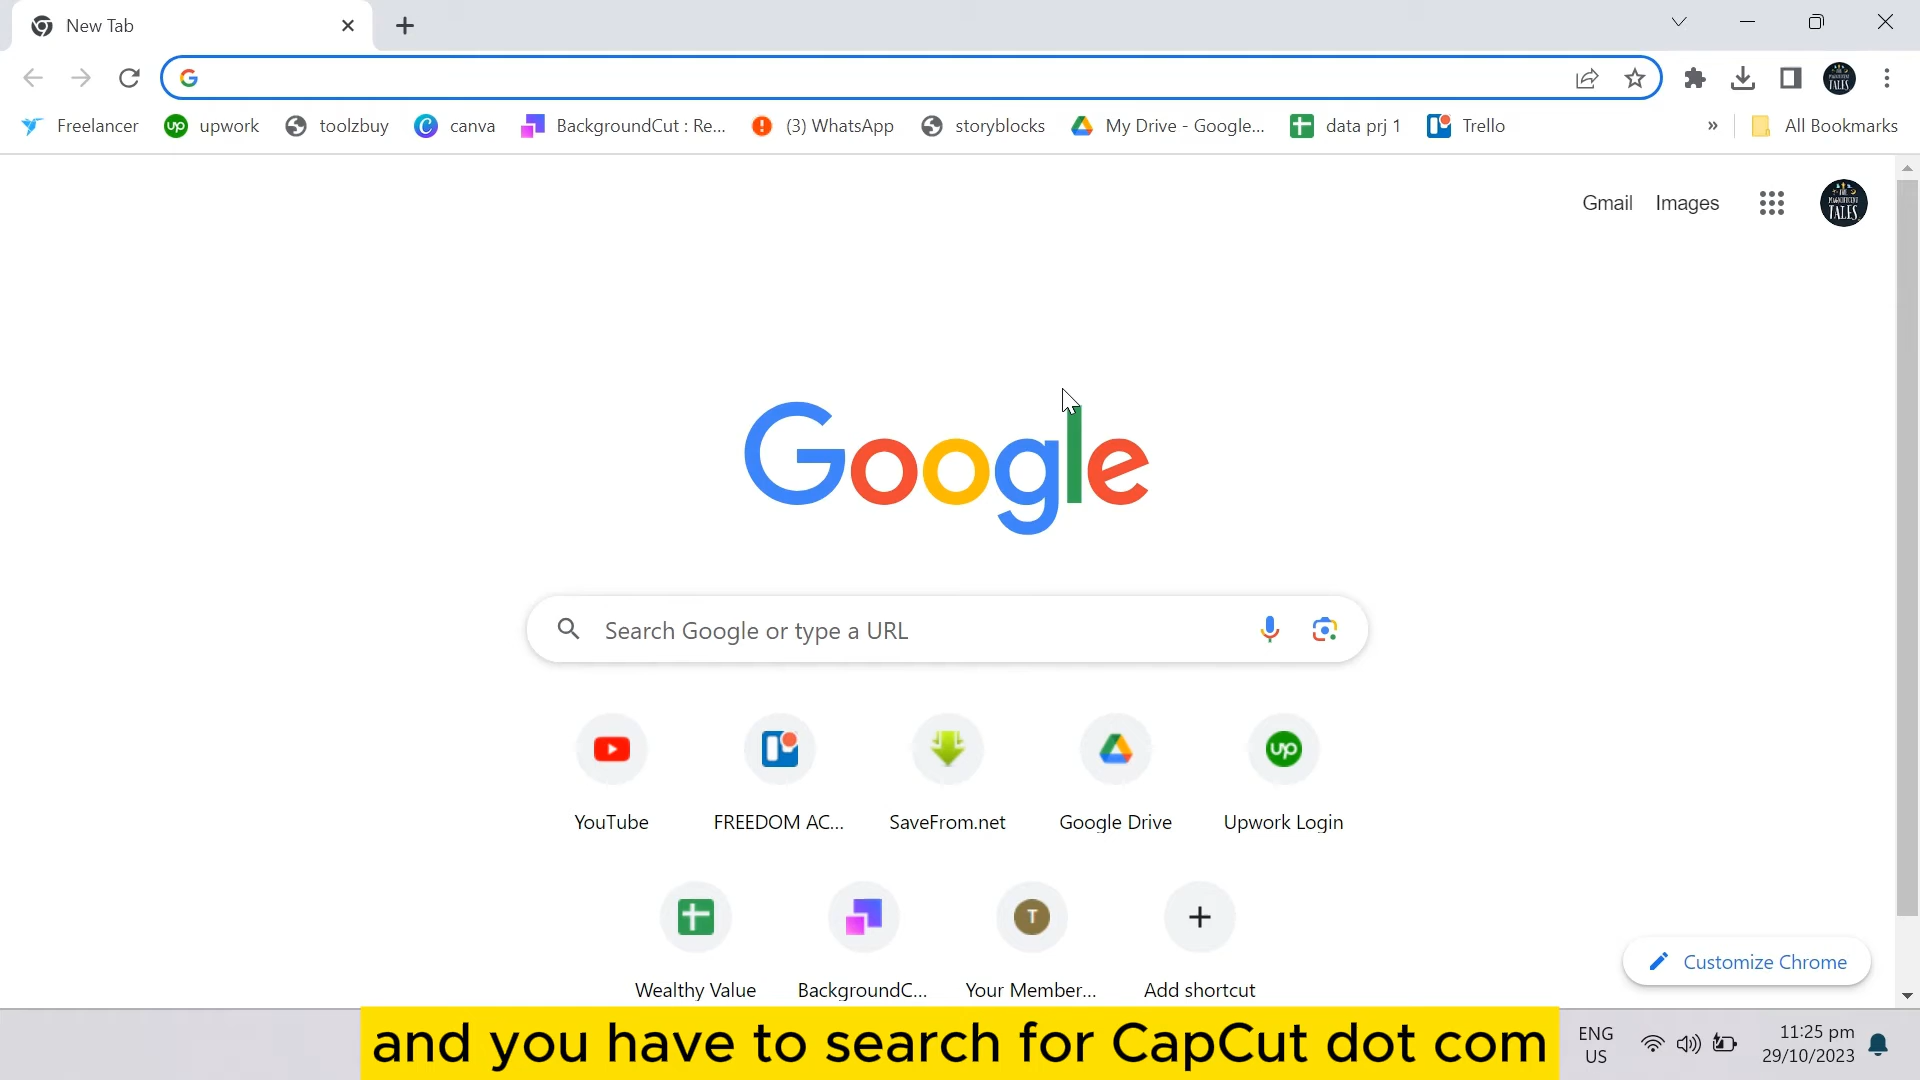 New Tab
Freelancer upwork toolzbuy canva BackgroundCut : Re... (3) WhatsApp storyblocks My Drive - Google... data prj 1 Trello » All Bookmarks
Gmail Images
THE MAGNIFICENT TALES
Google
Search Google or type a URL
YouTube FREEDOM AC... SaveFrom.net Google Drive Upwork Login
T
Wealthy Value BackgroundC... Your Member... Add shortcut
Customize Chrome
and you have to search for CapCut dot com
ENG
US
11:25 pm
29/10/2023